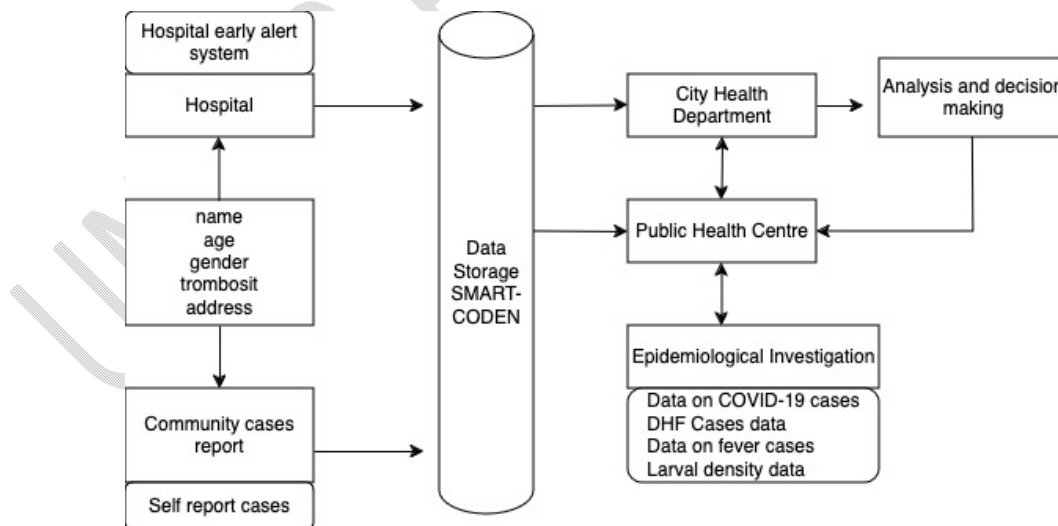 Hospital early alert
system
Hospital
name
age
gender
trombosit
address
Community cases
report
Self report cases
Data
Storage
SMART-
CODEN
City Health
Department
Analysis and decision
making
Public Health Centre
Epidemiological Investigation
Data on COVID-19 cases
DHF Cases data
Data on fever cases
Larval density data